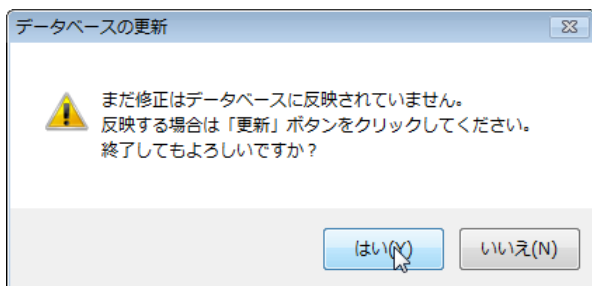 データベースの更新
まだ修正はデータベースに反映されていません。
反映する場合は「更新」ボタンをクリックしてください。
終了してもよろしいですか？
はい(Y) いいえ(N)